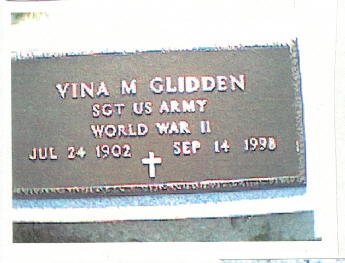 VINA M GLIDDEN
SGT US ARMY
WORLD WAR II
JUL 24 1902 SEP 14 1998